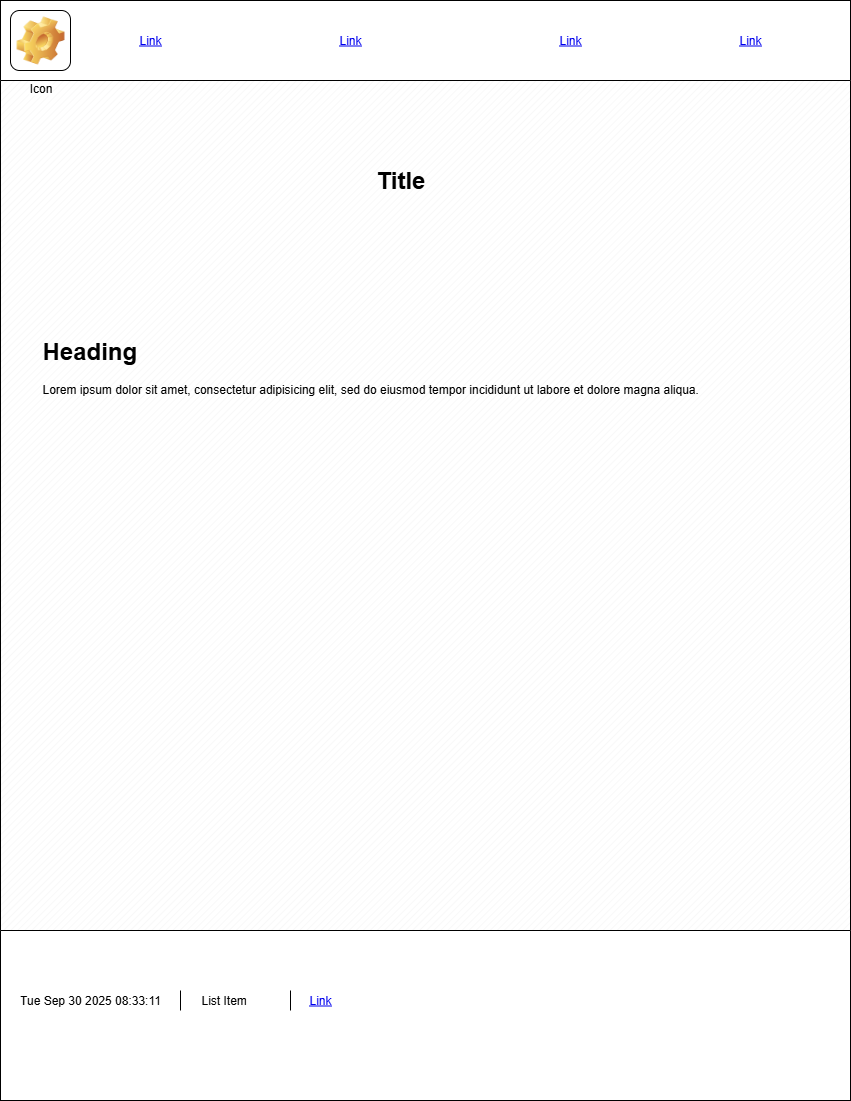 Link Link Link Link
Icon
Title
Heading
Lorem ipsum dolor sit amet, consectetur adipisicing elit, sed do eiusmod tempor incididunt ut labore et dolore magna aliqua.
Tue Sep 30 2025 08:33:11 List Item Link